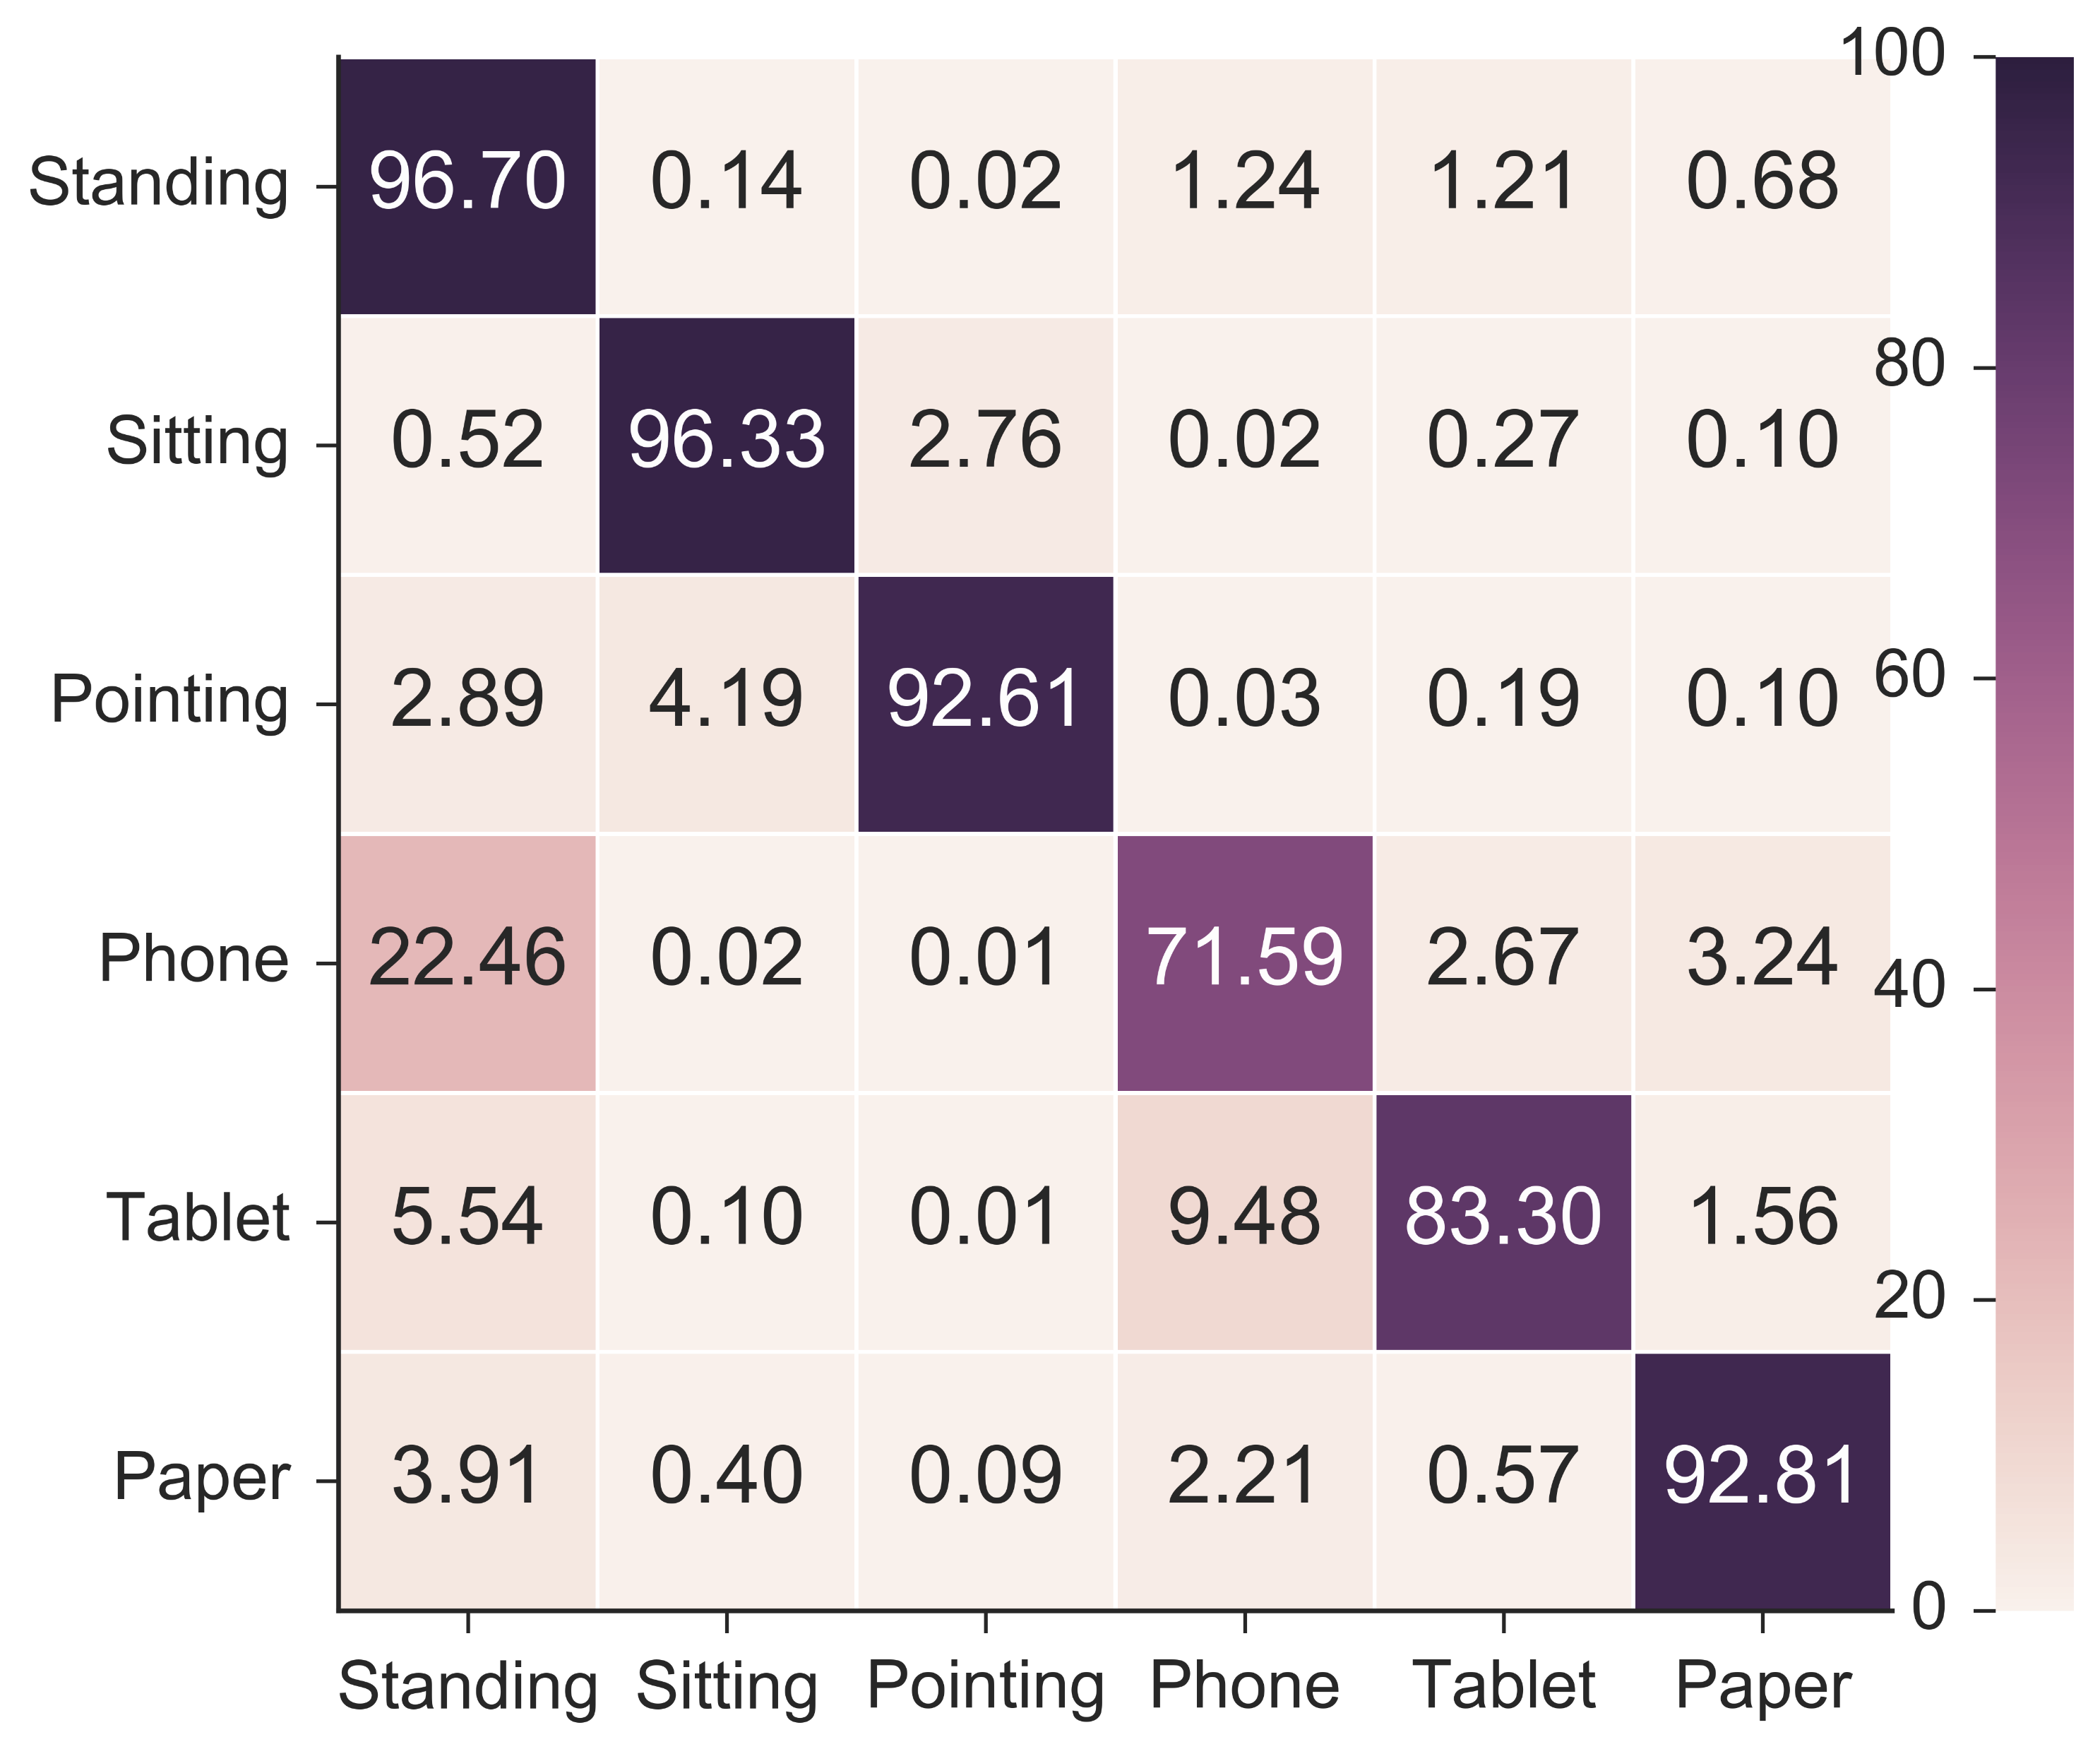 100
Standing 96.70 0.14 0.02 1.24 1.21 0.68
80
Sitting 0.52 96.33 2.76 0.02 0.27 0.10
60
Pointing 2.89 4.19 92.61 0.03 0.19 0.10
Phone 22.46 0.02 0.01 71.59 2.67 3.24
40
Tablet 5.54 0.10 0.01 9.48 83.30 1.56
20
Paper 3.91 0.40 0.09 2.21 0.57 92.81
0
Standing Sitting Pointing Phone Tablet Paper